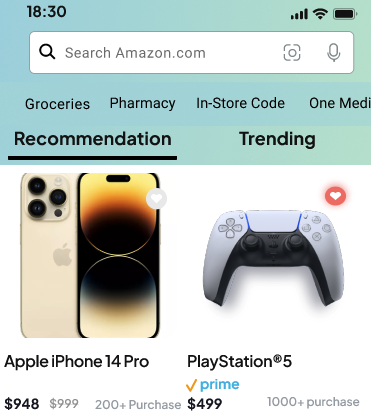 18:30
Search Amazon.com
Groceries Pharmacy In-Store Code One Medi
Recommendation Trending
Apple iPhone 14 Pro PlayStation®5
prime
$948 $999 200+ Purchase $499 1000+ purchase